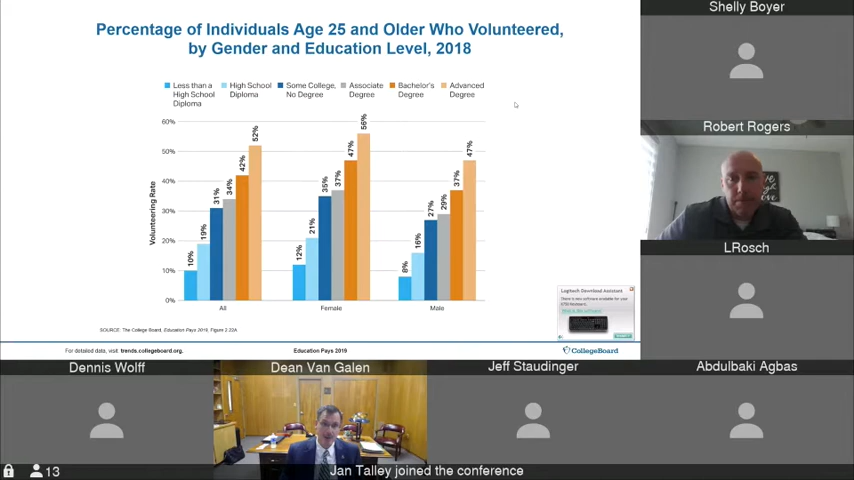 Percentage of Individuals Age 25 and Older Who Volunteered,
by Gender and Education Level, 2018
Less than a
High School
Diploma
High School
Diploma
Some College,
No Degree
Associate
Degree
Bachelor's
Degree
Advanced
Degree
Volunteering Rate
60%
50%
40%
30%
20%
10%
0%
10%
19%
31%
34%
42%
52%
12%
21%
35%
37%
47%
56%
8%
16%
27%
29%
37%
47%
All
Female
Male
SOURCE: The College Board, Education Pays 2019, Figure 2.22A
For detailed data, visit: trends.collegeboard.org.
Education Pays 2019
CollegeBoard
Logitech Download Assistant
Shelly Boyer
Robert Rogers
LRosch
Dennis Wolff
Dean Van Galen
Jeff Staudinger
Abdulbaki Agbas
13
Jan Talley joined the conference